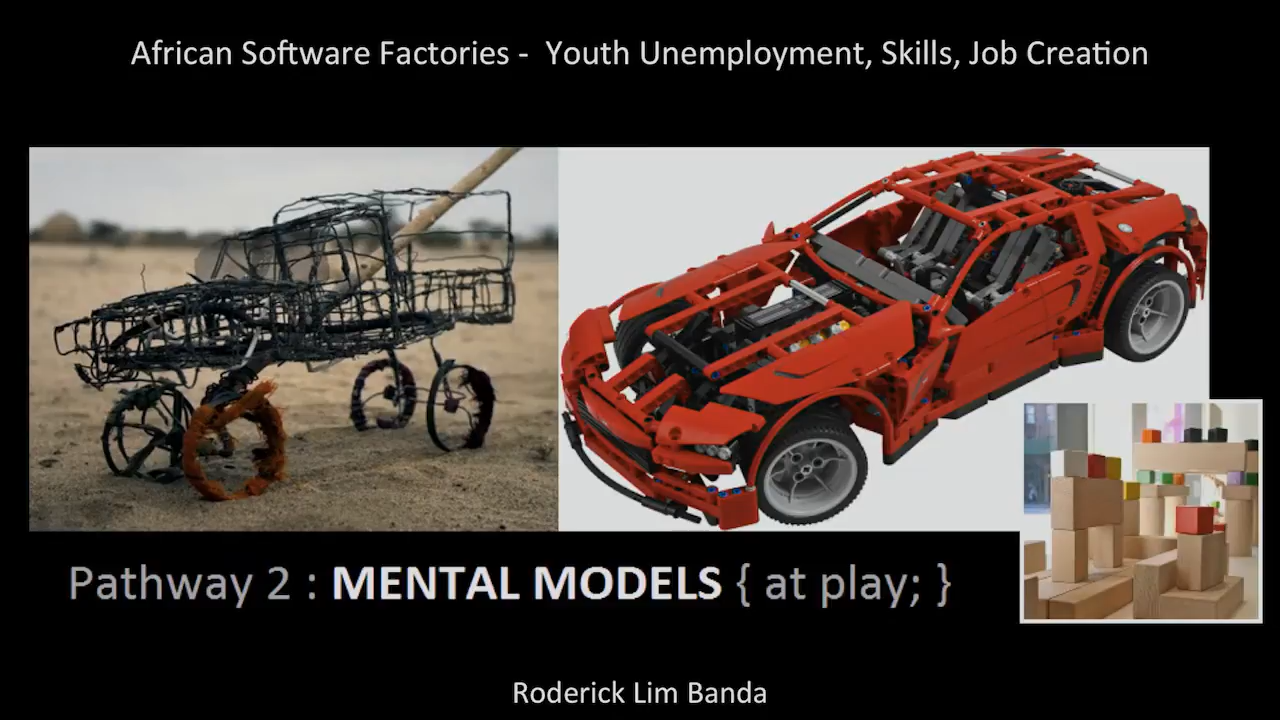 African Software Factories - Youth Unemployment, Skills, Job Creation
Pathway 2 : MENTAL MODELS { at play; }
Roderick Lim Banda